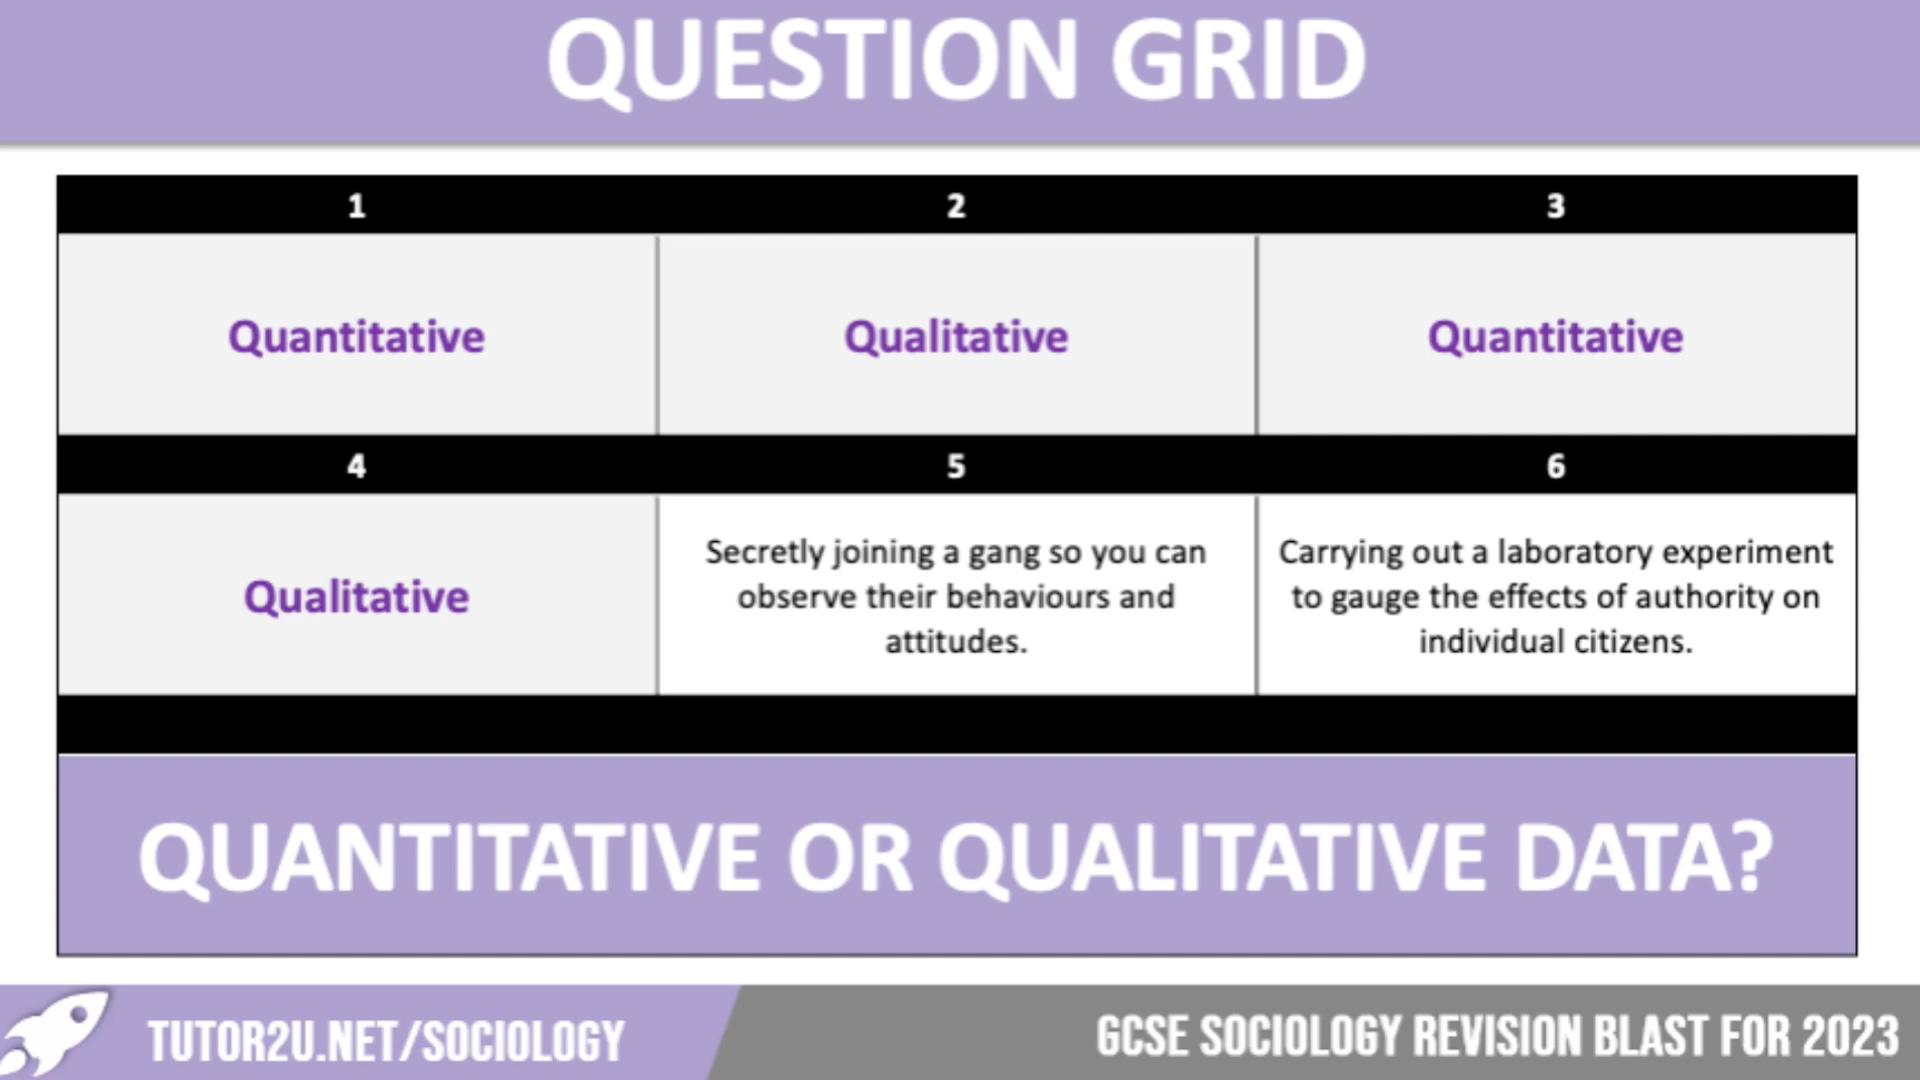 QUESTION GRID
1
2
3
Quantitative
Qualitative
Quantitative
4
5
6
Qualitative
Secretly joining a gang so you can
observe their behaviours and
attitudes.
Carrying out a laboratory experiment
to gauge the effects of authority on
individual citizens.
QUANTITATIVE OR QUALITATIVE DATA?
TUTOR2U.NET/SOCIOLOGY
GCSE SOCIOLOGY REVISION BLAST FOR 2023